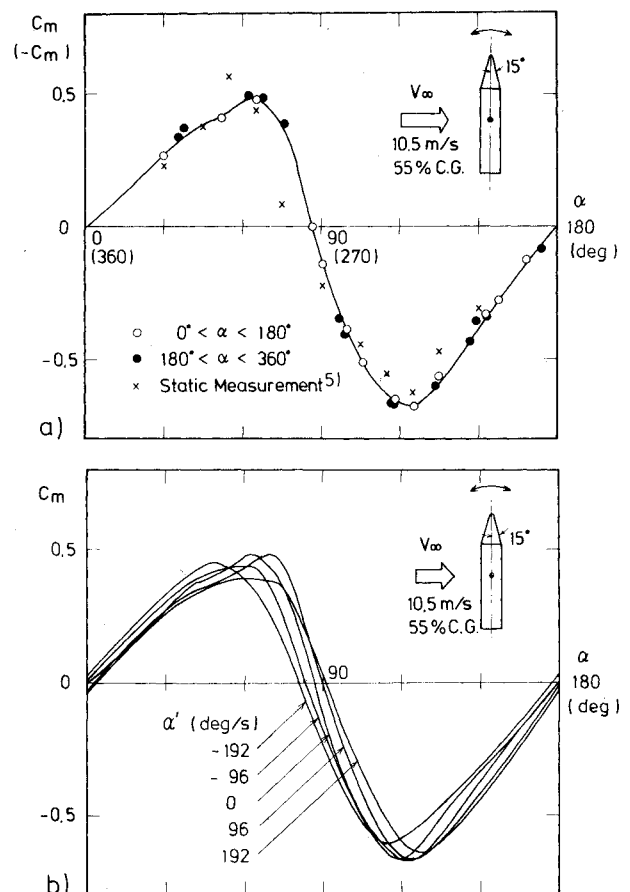 Cm
(-Cm)
0,5
0
-0,5
15°
V∞
10,5 m/s
55% C.G.
α
180
(deg)
0
(360)
90
(270)
○ 0° < α < 180°
● 180° < α < 360°
× Static Measurement5)
a)
Cm
0,5
0
-0,5
15°
V∞
10,5 m/s
55% C.G.
α
180
(deg)
90
α' (deg/s)
-192
- 96
0
96
192
b)